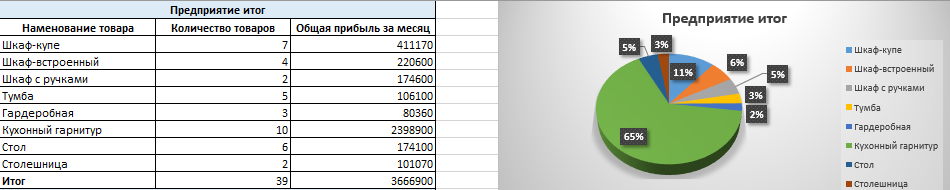 Предприятие итог
Наименование товара Количество товаров Общая прибыль за месяц
Шкаф-купе 7 411170
Шкаф-встроенный 4 220600
Шкаф с ручками 2 174600
Тумба 5 106100
Гардеробная 3 80360
Кухонный гарнитур 10 2398900
Стол 6 174100
Столешница 2 101070
Итог 39 3666900
Предприятие итог
5%
3%
11%
6%
5%
3%
2%
65%
Шкаф-купе
Шкаф-встроенный
Шкаф с ручками
Тумба
Гардеробная
Кухонный гарнитур
Стол
Столешница